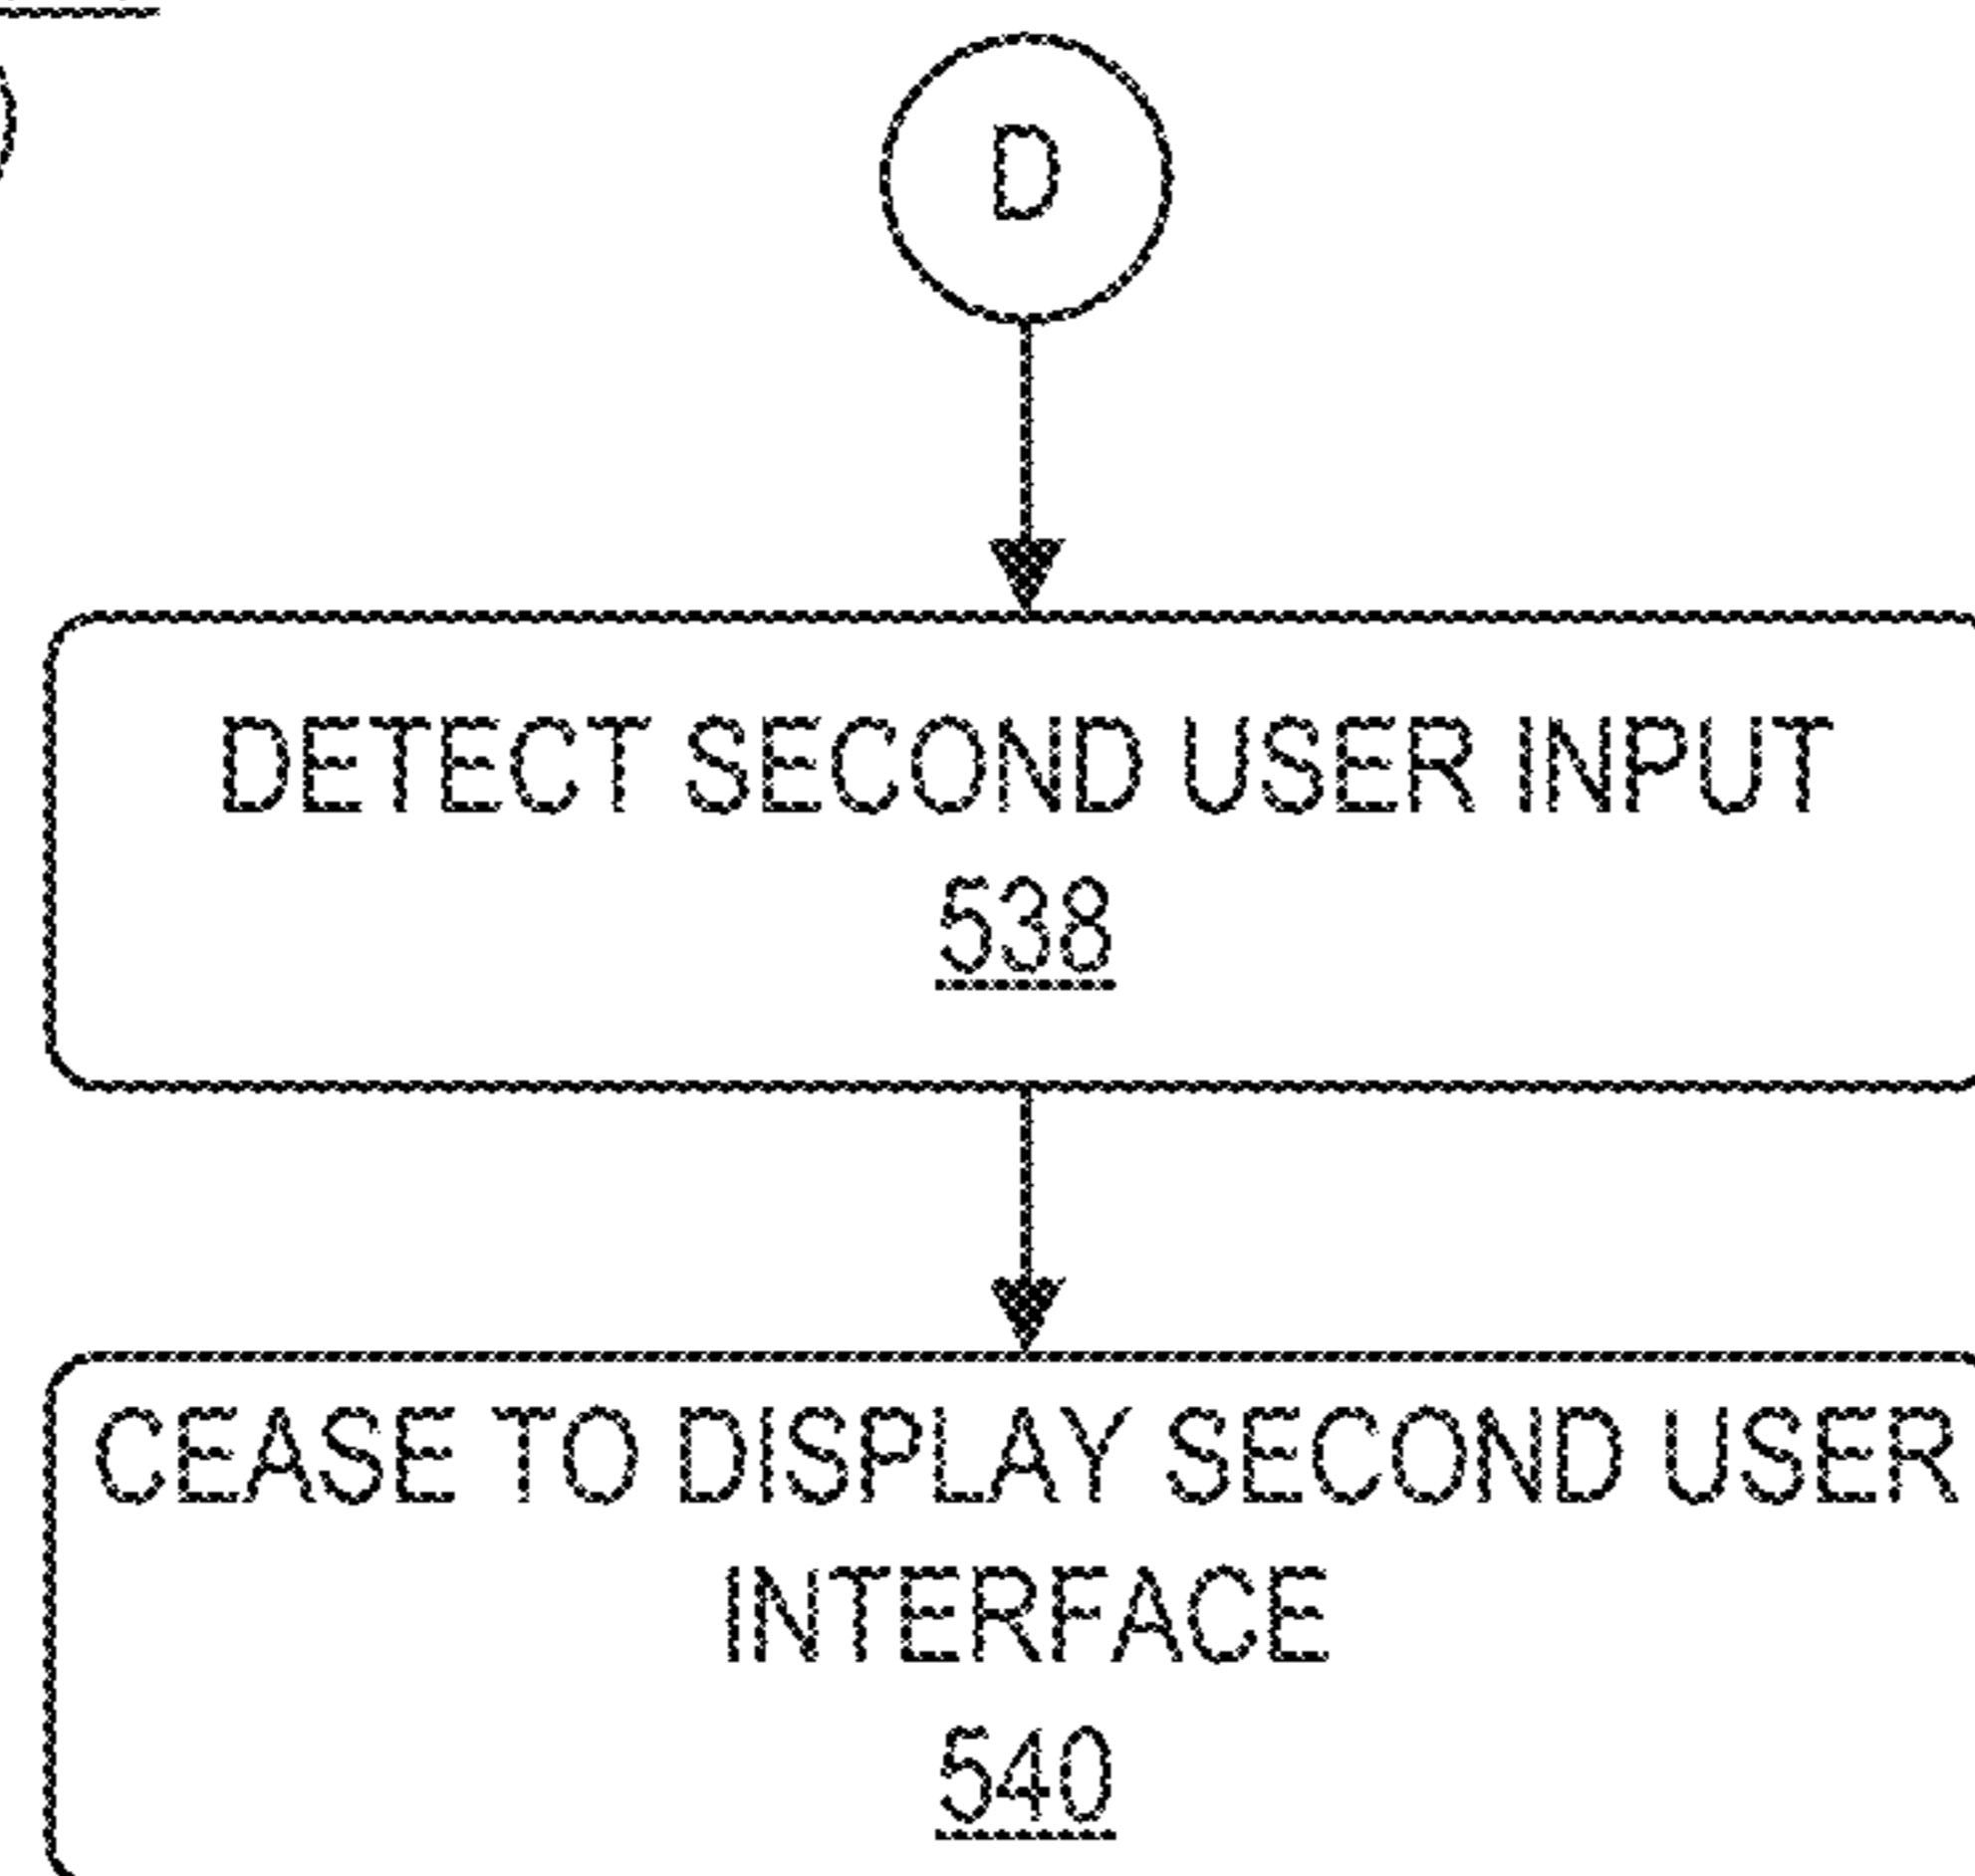 D
DETECT SECOND USER INPUT
538
CEASE TO DISPLAY SECOND USER
INTERFACE
540